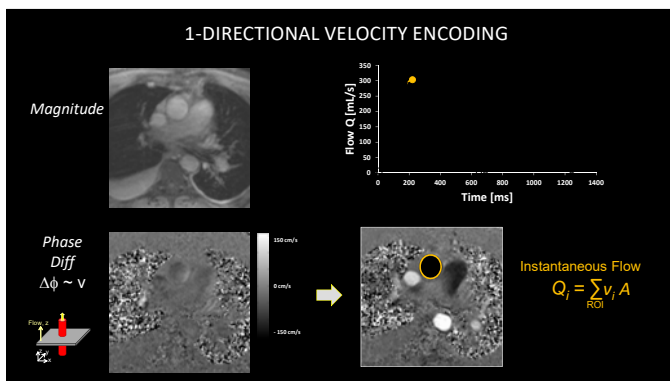 1-DIRECTIONAL VELOCITY ENCODING
Magnitude
Flow Q [mL/s]
350
300
250
200
150
100
50
0
0 200 400 600 800 1000 1200 1400
Time [ms]
Phase
Diff
Δϕ ~ v
150 cm/s
0 cm/s
- 150 cm/s
Instantaneous Flow
Qᵢ = ∑ vᵢ A
ROI
Flow, z
z y
x